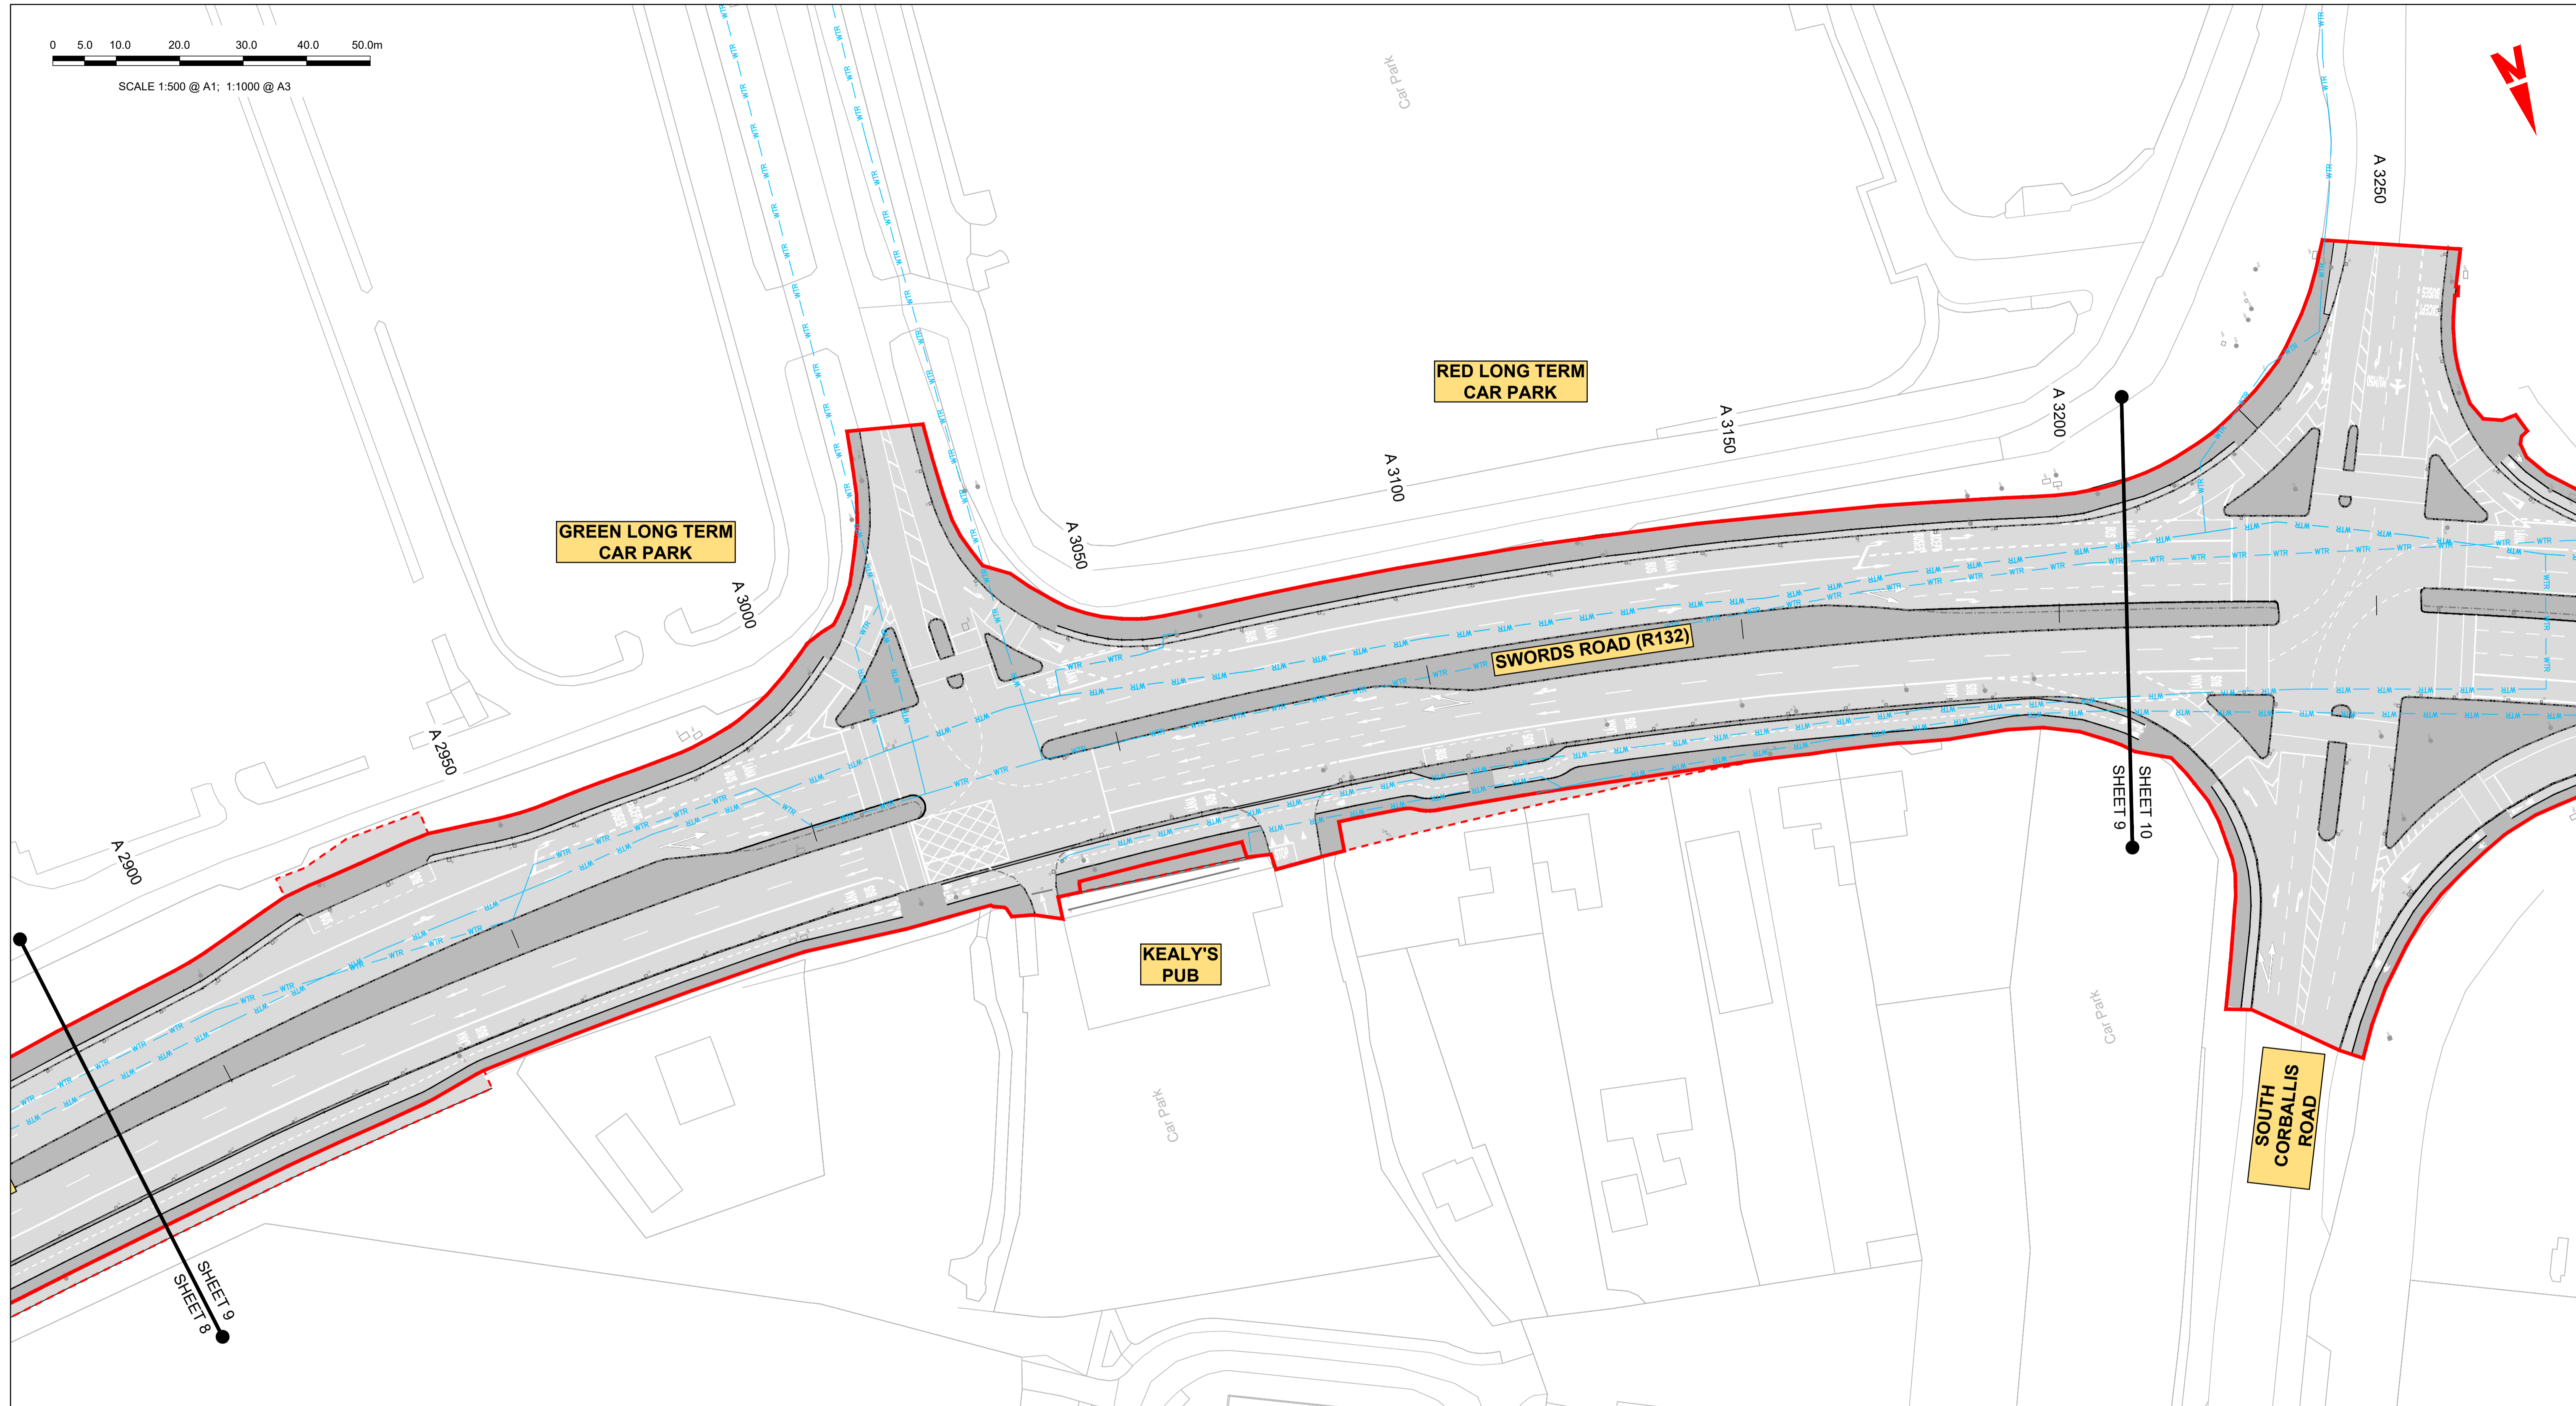 0 5.0 10.0 20.0 30.0 40.0 50.0m
SCALE 1:500 @ A1; 1:1000 @ A3
Car Park
N
A 3250
RED LONG TERM
CAR PARK
GREEN LONG TERM
CAR PARK
A 2900
A 2950
A 3000
A 3050
A 3100
A 3150
A 3200
SWORDS ROAD (R132)
KEALY'S
PUB
SHEET 10
SHEET 9
SHEET 9
SHEET 8
Car Park
Car Park
SOUTH
CORBALLIS
ROAD
WTR
BUS
LÁNA